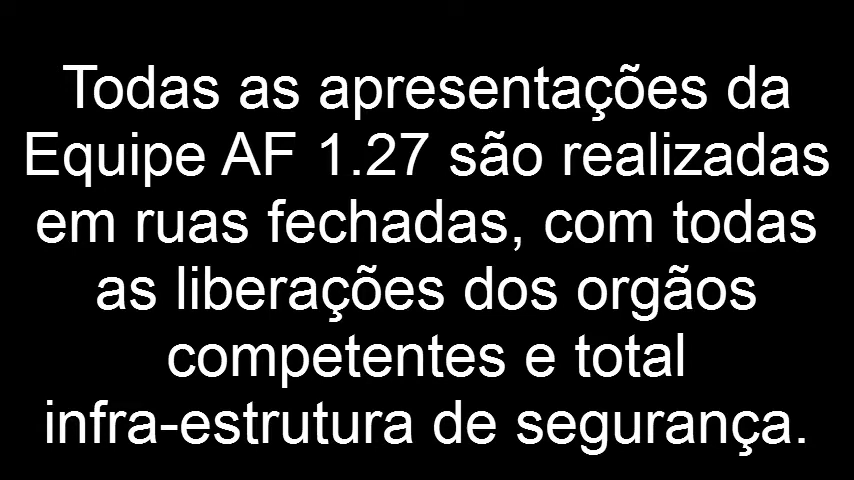 Todas as apresentações da
Equipe AF 1.27 são realizadas
em ruas fechadas, com todas
as liberações dos orgãos
competentes e total
infra-estrutura de segurança.